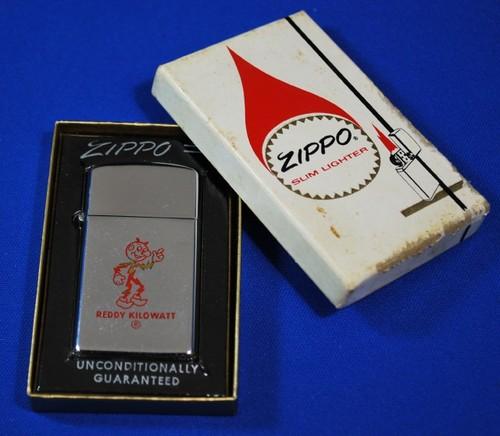 ZIPPO
REDDY KILOWATT
®
UNCONDITIONALLY
GUARANTEED
ZIPPO®
SLIM LIGHTER